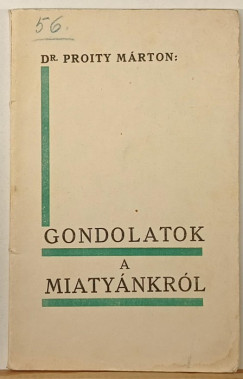 56.
DR. PROITY MÁRTON:
GONDOLATOK
A
MIATYÁNKRÓL